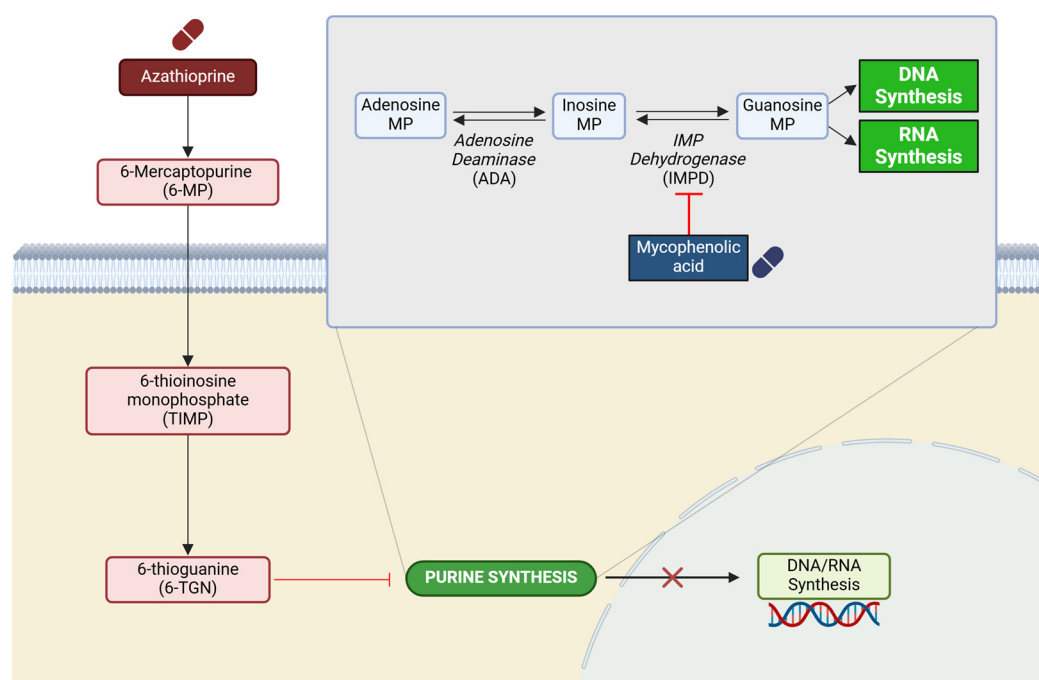 Azathioprine
6-Mercaptopurine
(6-MP)
6-thioinosine
monophosphate
(TIMP)
6-thioguanine
(6-TGN)
Adenosine
MP
Adenosine
Deaminase
(ADA)
Inosine
MP
IMP
Dehydrogenase
(IMPD)
Guanosine
MP
DNA
Synthesis
RNA
Synthesis
Mycophenolic
acid
PURINE SYNTHESIS
DNA/RNA
Synthesis